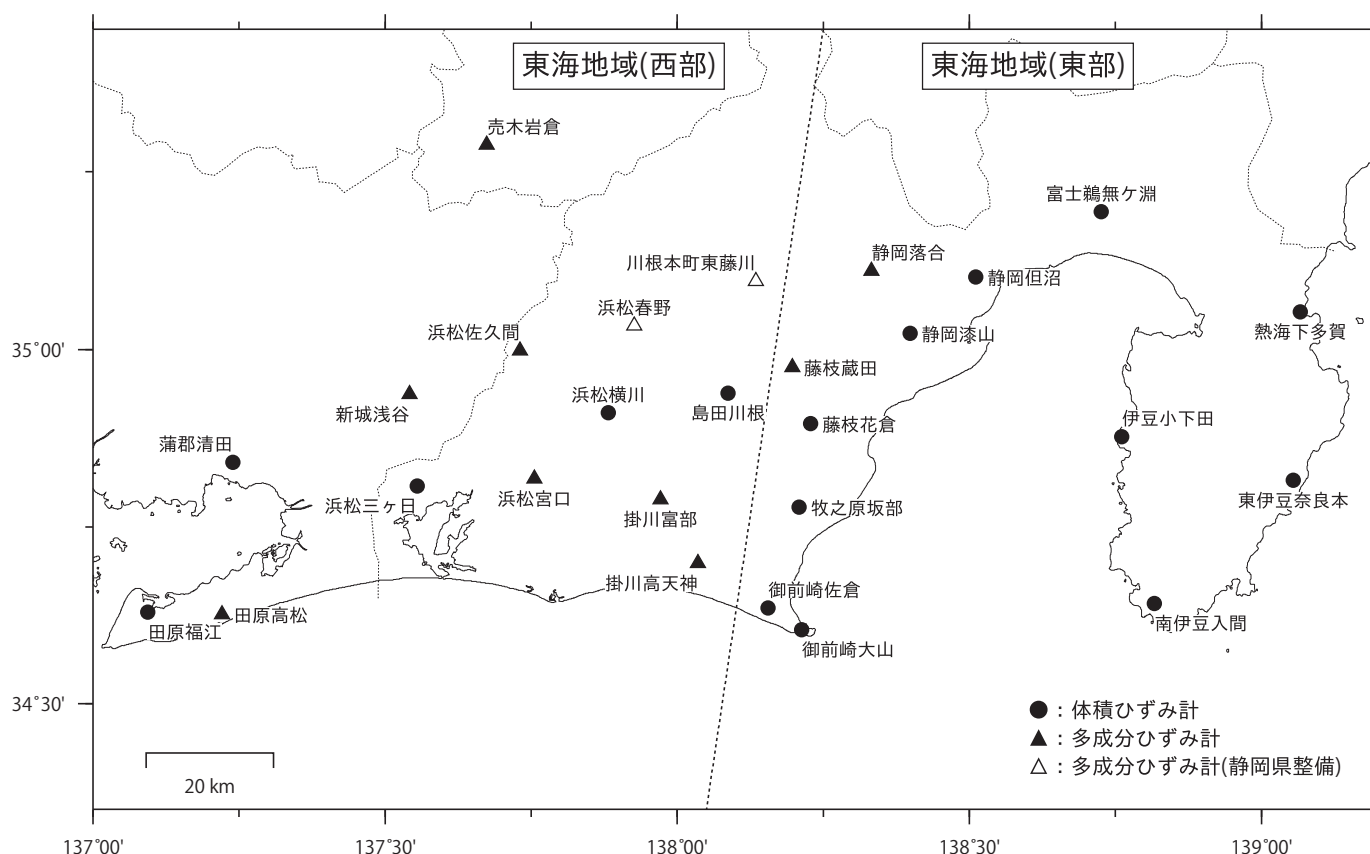 東海地域(西部)
東海地域(東部)
売木岩倉
富士鵜無ケ淵
静岡落合
川根本町東藤川
静岡但沼
浜松春野
浜松佐久間
静岡漆山
熱海下多賀
35°00'
藤枝蔵田
浜松横川
新城浅谷
島田川根
伊豆小下田
藤枝花倉
蒲郡清田
浜松宮口
東伊豆奈良本
浜松三ヶ日
牧之原坂部
掛川富部
掛川高天神
御前崎佐倉
田原高松
南伊豆入間
田原福江
御前崎大山
34°30'
●：体積ひずみ計
▲：多成分ひずみ計
△：多成分ひずみ計(静岡県整備)
20 km
137°00'
137°30'
138°00'
138°30'
139°00'